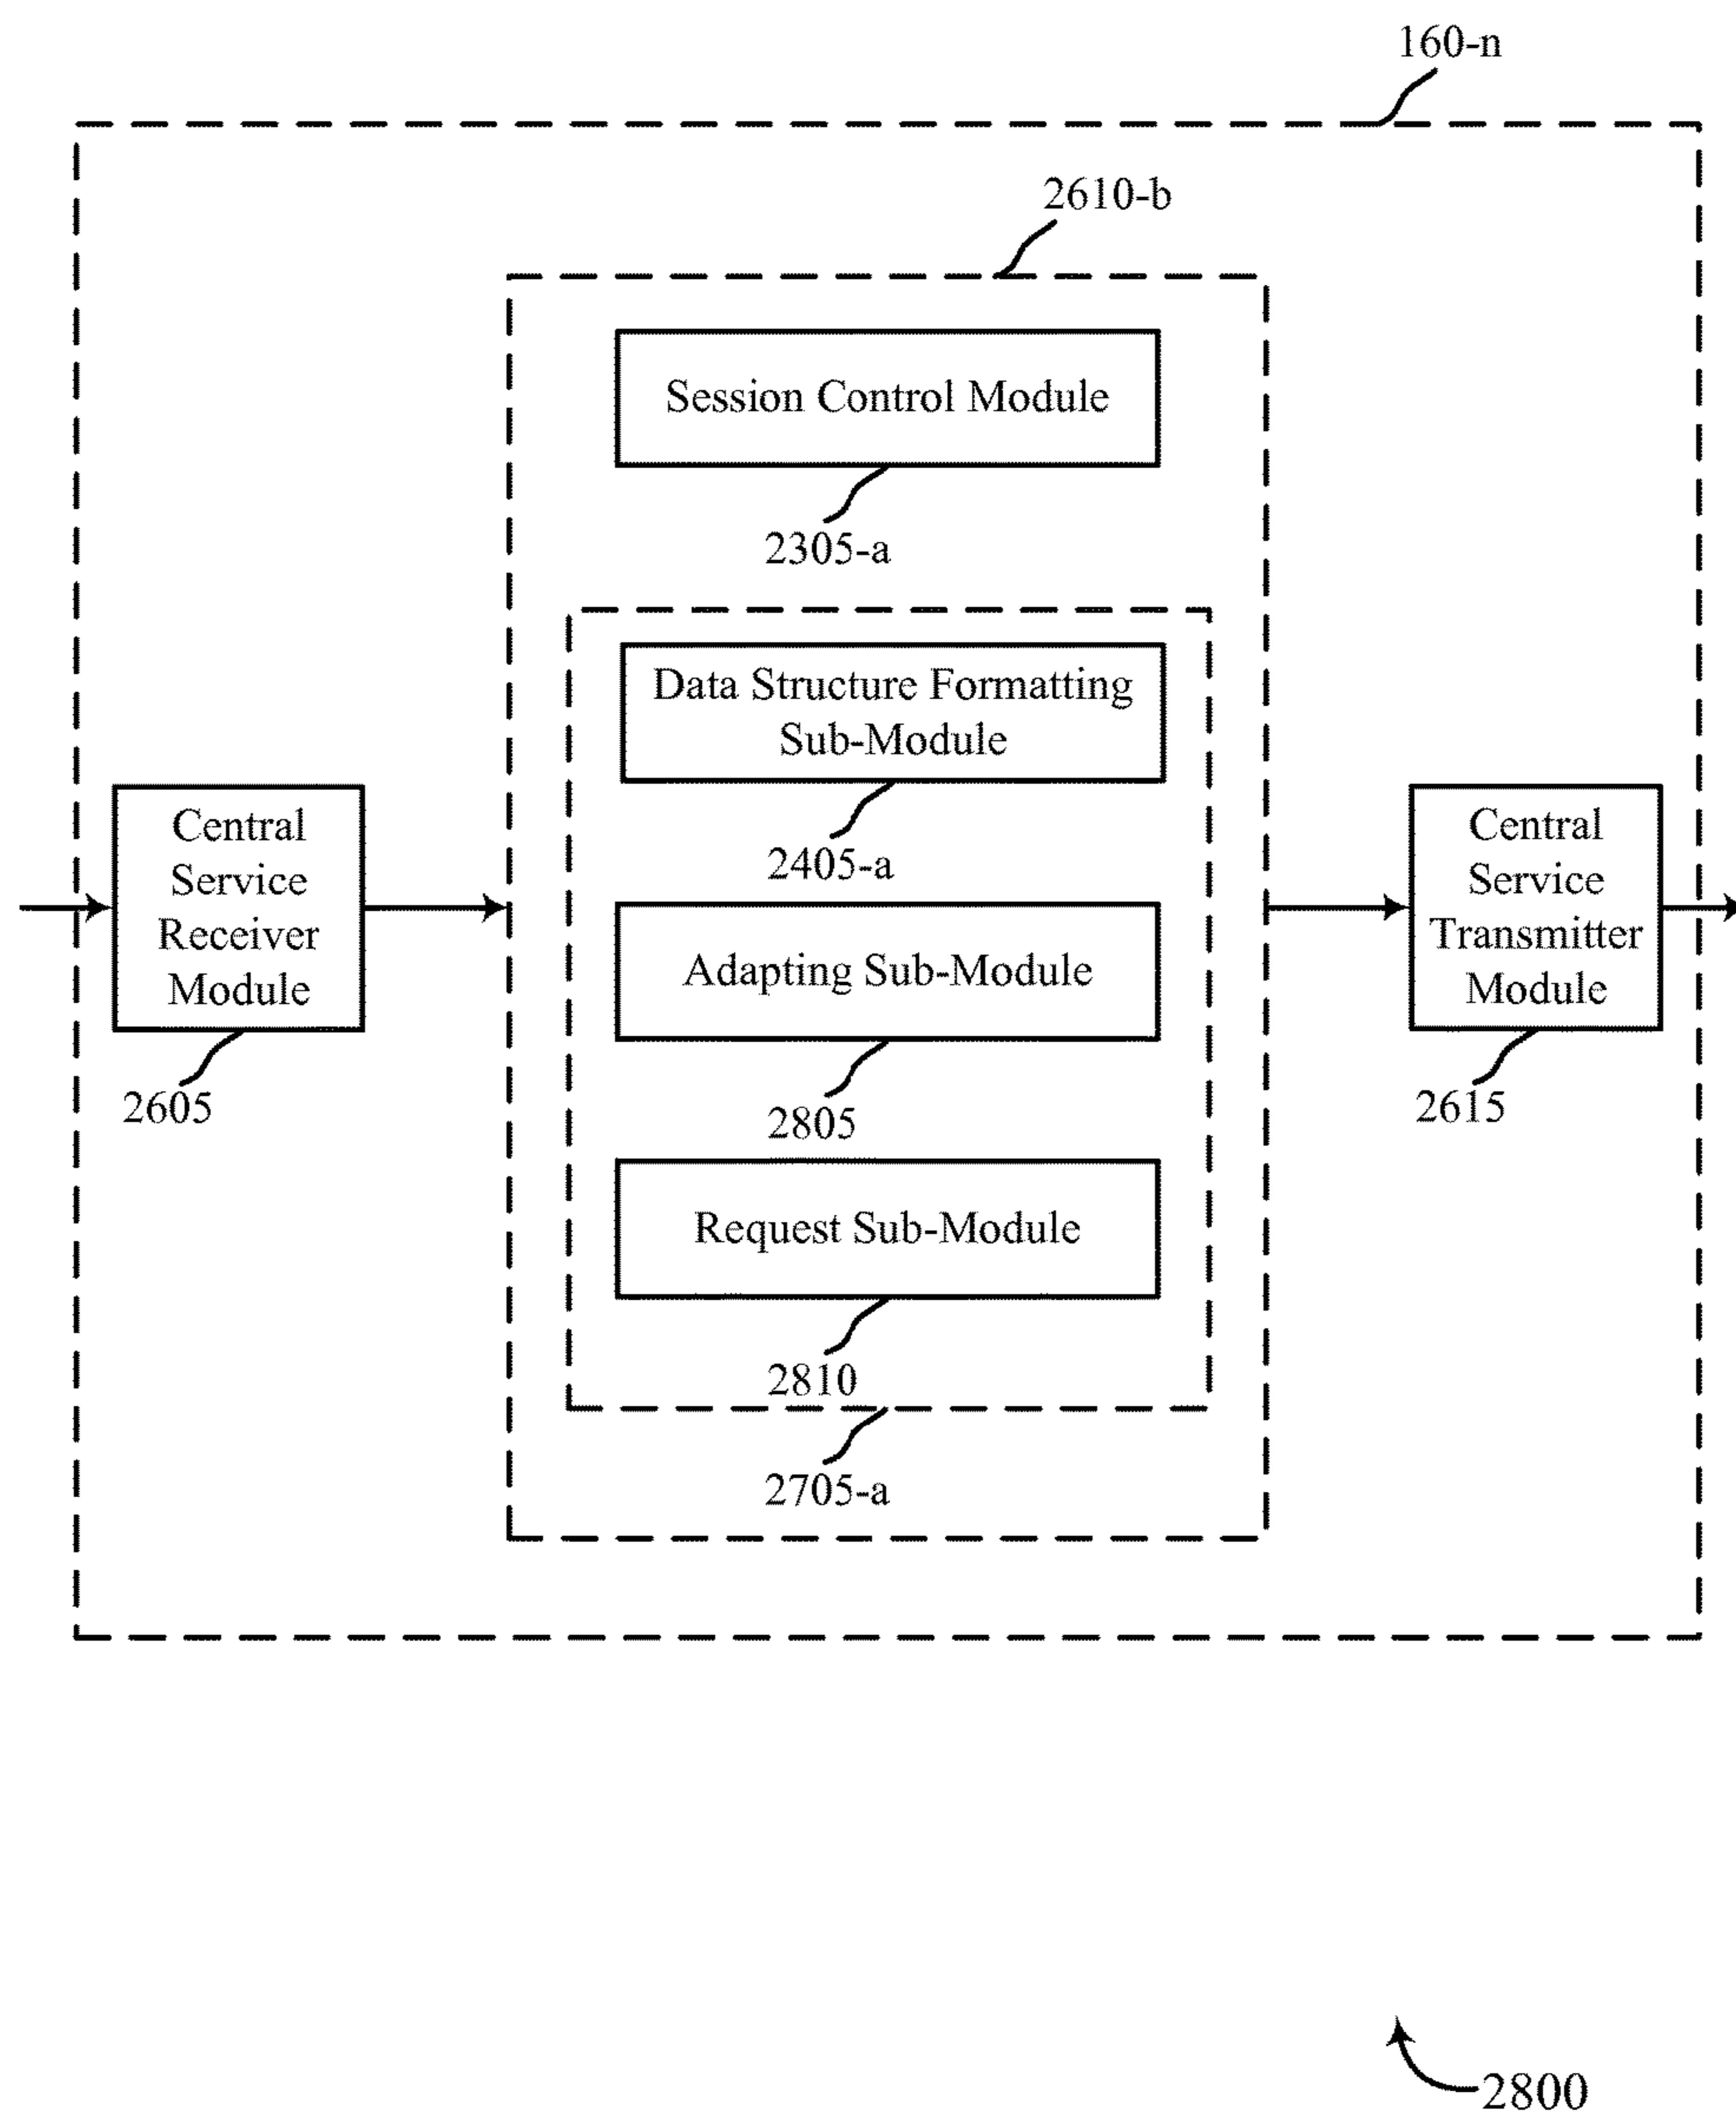 160-n
2610-b
Session Control Module
2305-a
Data Structure Formatting
Sub-Module
2405-a
Central
Service
Receiver
Module
2605
Adapting Sub-Module
2805
Central
Service
Transmitter
Module
2615
Request Sub-Module
2810
2705-a
2800